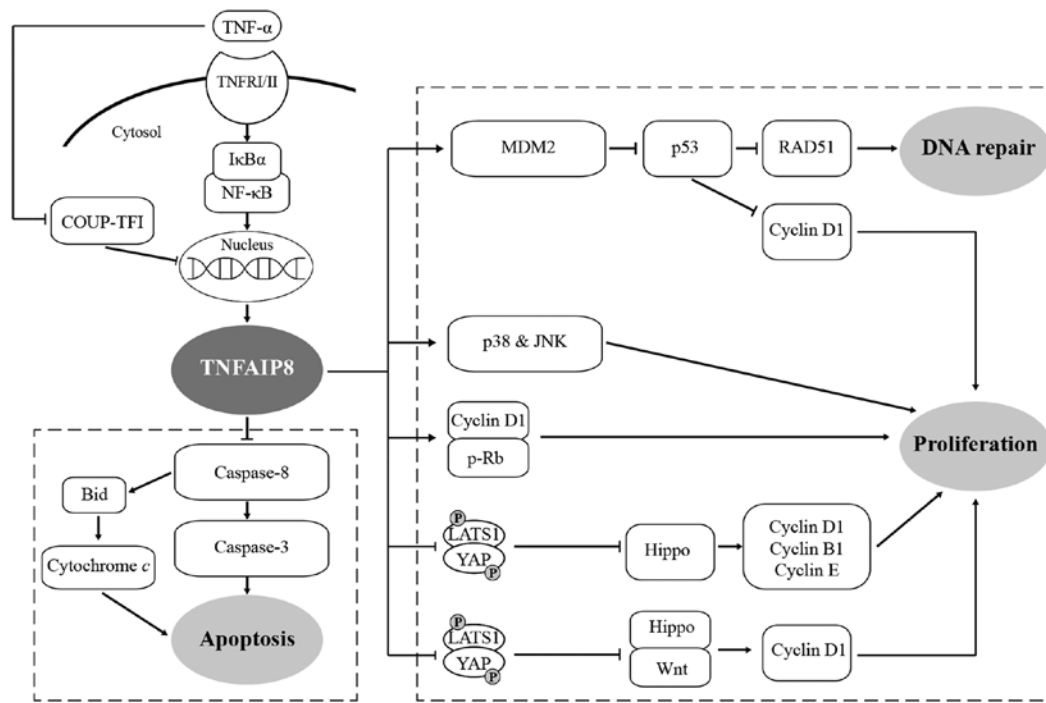 TNF-α
TNFRI/II
Cytosol
IκBα
NF-κB
COUP-TFI
Nucleus
TNFAIP8
Caspase-8
Bid
Caspase-3
Cytochrome c
Apoptosis
MDM2
p53
RAD51
DNA repair
Cyclin D1
p38 & JNK
Cyclin D1
p-Rb
Proliferation
P
LATS1
YAP
P
Hippo
Cyclin D1
Cyclin B1
Cyclin E
P
LATS1
YAP
P
Hippo
Wnt
Cyclin D1